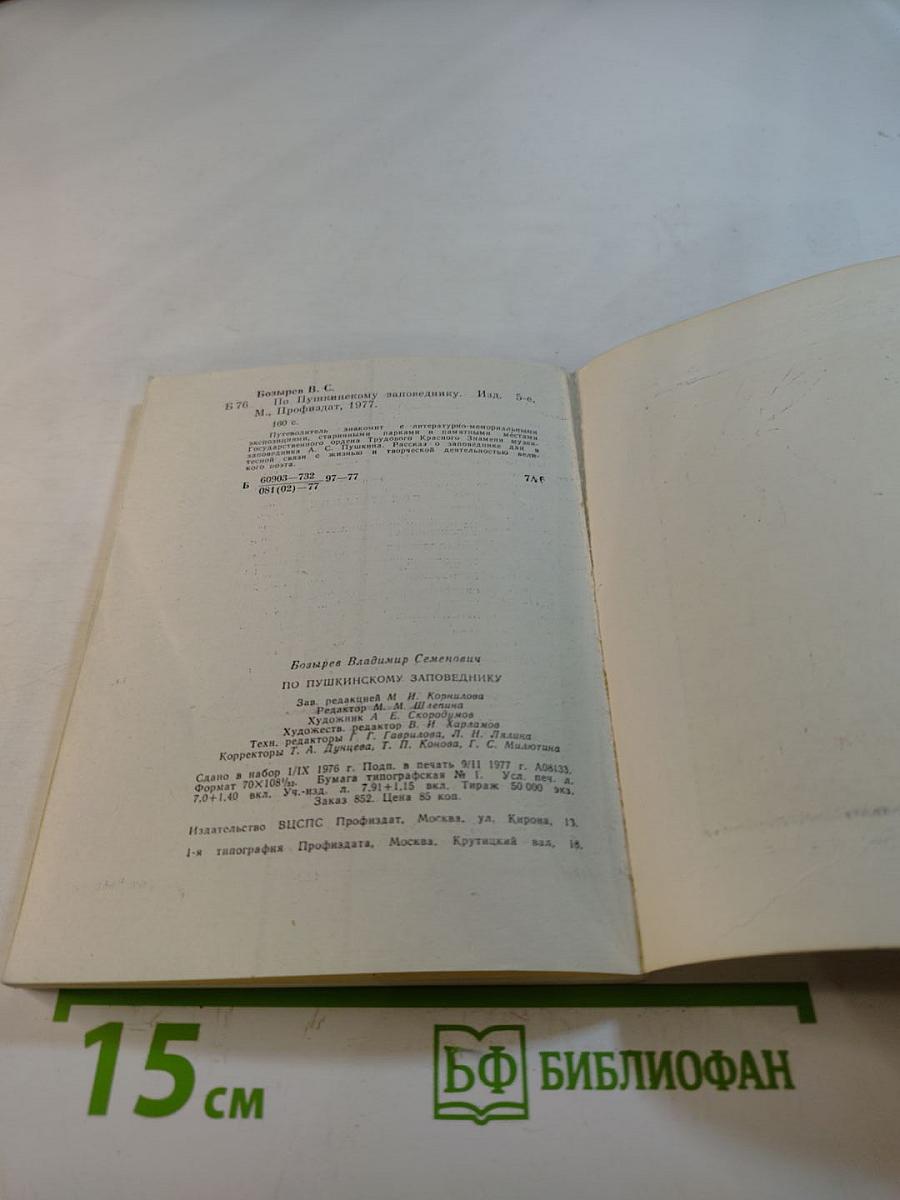 Бозырев В. С.
Б 76 По Пушкинскому заповеднику. Изд. 5-е.
М., Профиздат, 1977.
160 с.
Путеводитель знакомит с литературно-мемориальными
экспозициями, старинными парками и памятными местами
Государственного ордена Трудового Красного Знамени музея-
заповедника А. С. Пушкина. Рассказ о заповеднике дан в
тесной связи с жизнью и творческой деятельностью вели-
кого поэта.
Б 60903—732 97—77
081(02)—77
Бозырев Владимир Семенович
ПО ПУШКИНСКОМУ ЗАПОВЕДНИКУ
Зав. редакцией М. И. Корнилова
Редактор М. М. Шлепина
Художник А. Е. Скородумов
Художеств. редактор В. И. Харламов
Техн. редакторы Г. Г. Гаврилова, Л. Н. Лялина
Корректоры Т. А. Дунцева, Т. П. Конова, Г. С. Милютина
Сдано в набор 1/IX 1976 г. Подп. в печать 9/II 1977 г. А08133.
Формат 70×108¹/₃₂. Бумага типографская № 1. Усл. печ. л.
7,0+1,40 вкл. Уч.-изд. л. 7,91+1,15 вкл. Тираж 50 000 экз.
Заказ 852. Цена 85 коп.
Издательство ВЦСПС Профиздат, Москва, ул. Кирова, 13.
1-я типография Профиздата, Москва, Крутицкий вал, 18.
15 см
БФ БИБЛИОФАН